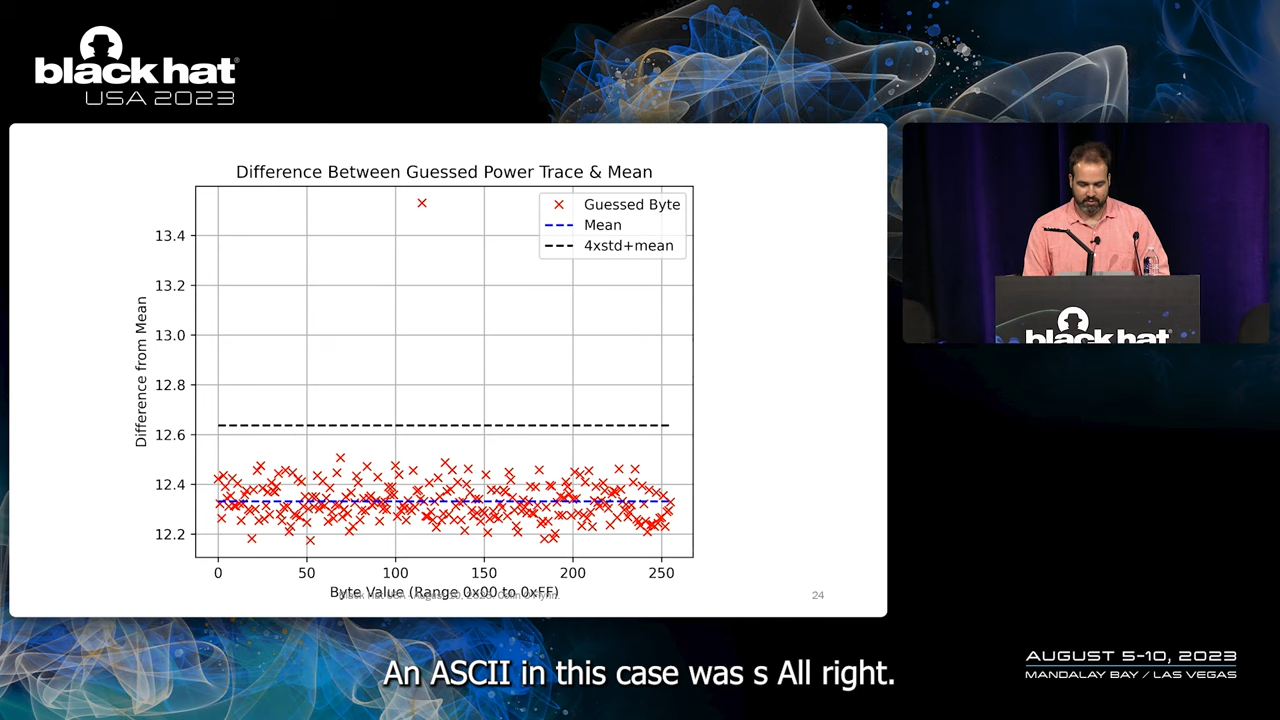 black hat®
USA 2023
Difference Between Guessed Power Trace & Mean
Guessed Byte
Mean
4xstd+mean
Difference from Mean
13.4
13.2
13.0
12.8
12.6
12.4
12.2
0 50 100 150 200 250
Byte Value (Range 0x00 to 0xFF)
24
black hat
An ASCII in this case was s All right.
AUGUST 5-10, 2023
MANDALAY BAY / LAS VEGAS